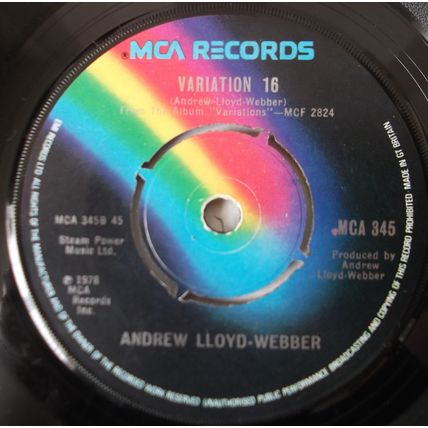 MCA RECORDS
VARIATION 16
(Andrew Lloyd-Webber)
From The Album "Variations"—MCF 2824
MCA 345B 45
Steam Power
Music Ltd.
℗ 1978
MCA
Records
Inc.
MCA 345
Produced by
Andrew
Lloyd-Webber
ANDREW LLOYD-WEBBER
EMI RECORDS LTD ALL RIGHTS OF THE MANUFACTURER AND OF THE OWNER OF THE RECORDED WORK RESERVED UNAUTHORISED PUBLIC PERFORMANCE BROADCASTING AND COPYING OF THIS RECORD PROHIBITED MADE IN GT BRITAIN